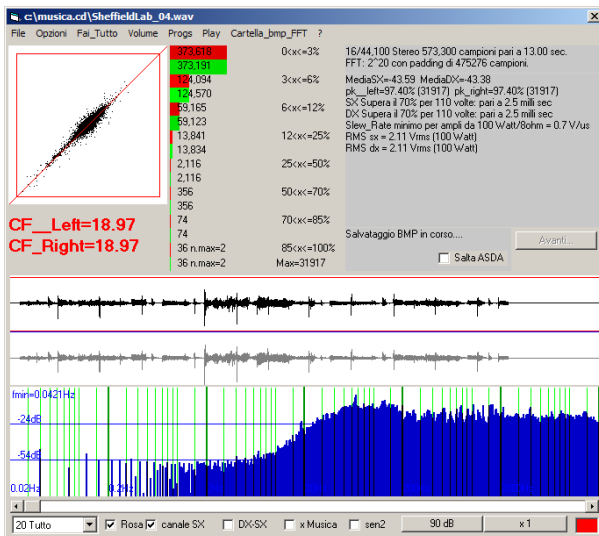 c:\musica.cd\SheffieldLab_04.wav
File Opzioni Fai_Tutto Volume Progs Play Cartella_bmp_FFT ?
373,619 0<x<=3%
373,191
124,094 3<x<=6%
124,570
59,165 6<x<=12%
59,123
13,841 12<x<=25%
13,834
2,116 25<x<=50%
2,116
356 50<x<=70%
356
74 70<x<=85%
74
36 n.max=2 85<x<=100%
36 n.max=2 Max=31917
CF__Left=18.97
CF_Right=18.97
16/44,100 Stereo 573,300 campioni pari a 13.00 sec.
FFT: 2^20 con padding di 475276 campioni.
MediaSX=-43.59 MediaDX=-43.38
pk__left=97.40% (31917) pk_right=97.40% (31917)
SX Supera il 70% per 110 volte: pari a 2.5 milli sec
DX Supera il 70% per 110 volte: pari a 2.5 milli sec
Slew_Rate minimo per ampli da 100 Watt/8ohm = 0.7 V/us
RMS sx = 2.11 Vrms (100 Watt)
RMS dx = 2.11 Vrms (100 Watt)
Salvataggio BMP in corso....
Avanti...
Salta ASDA
fmin=0.0421Hz
-24dB
-54dB
0.02Hz 0.2Hz
20 Tutto Rosa canale SX DX-SX x Musica sen2 90 dB x 1